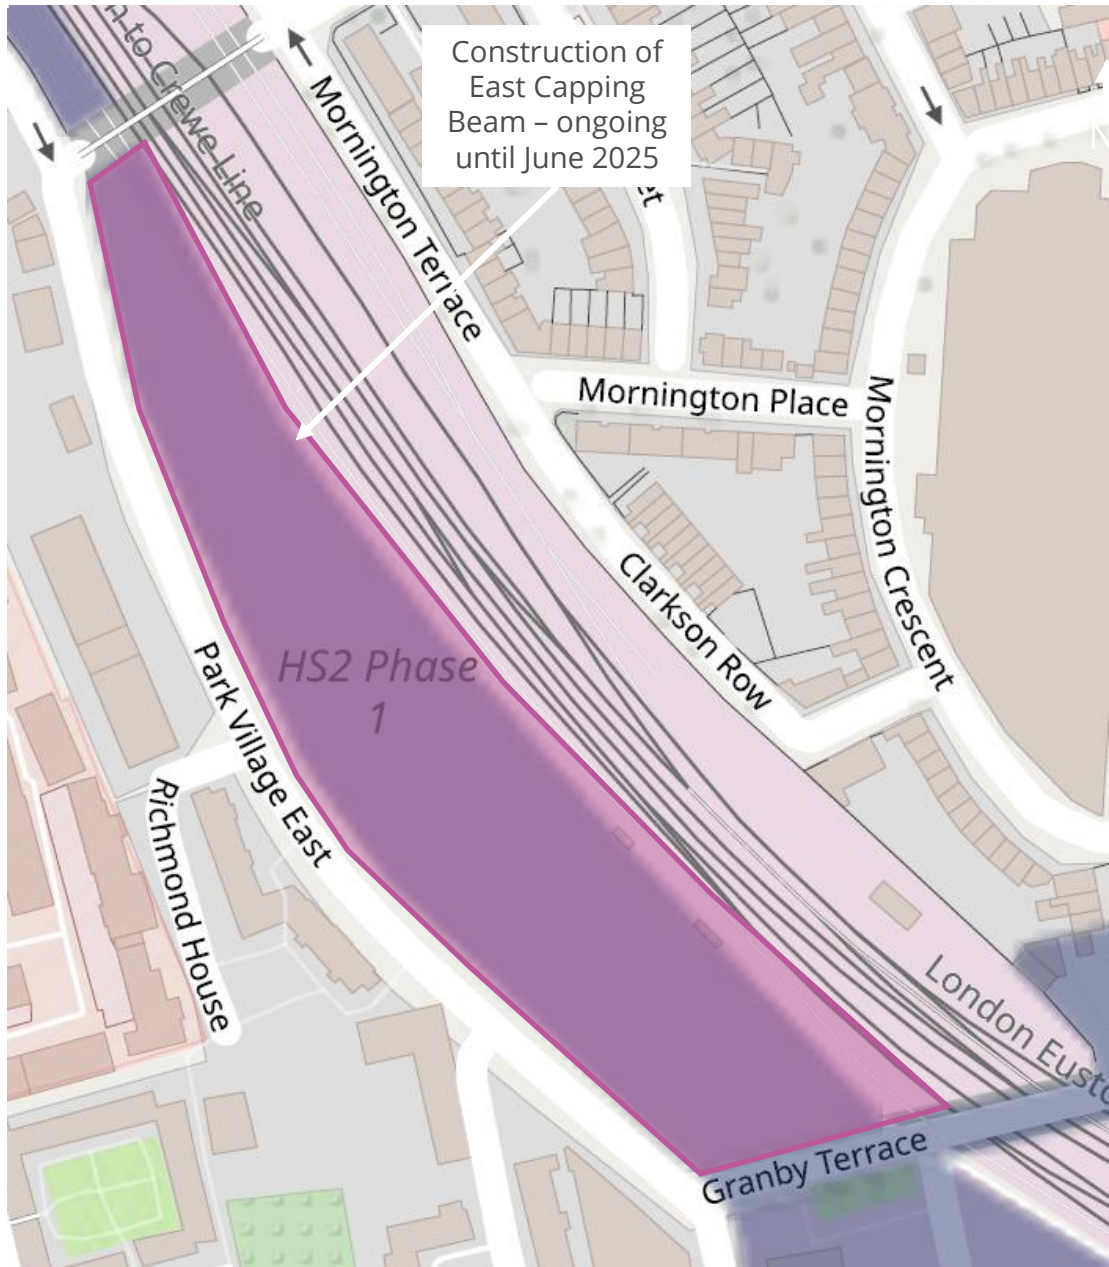 Construction of
East Capping
Beam – ongoing
until June 2025
to Crewe Line
Mornington Terrace
Mornington Place
Mornington Crescent
Clarkson Row
HS2 Phase
1
Park Village East
Richmond House
London Eusto
Granby Terrace